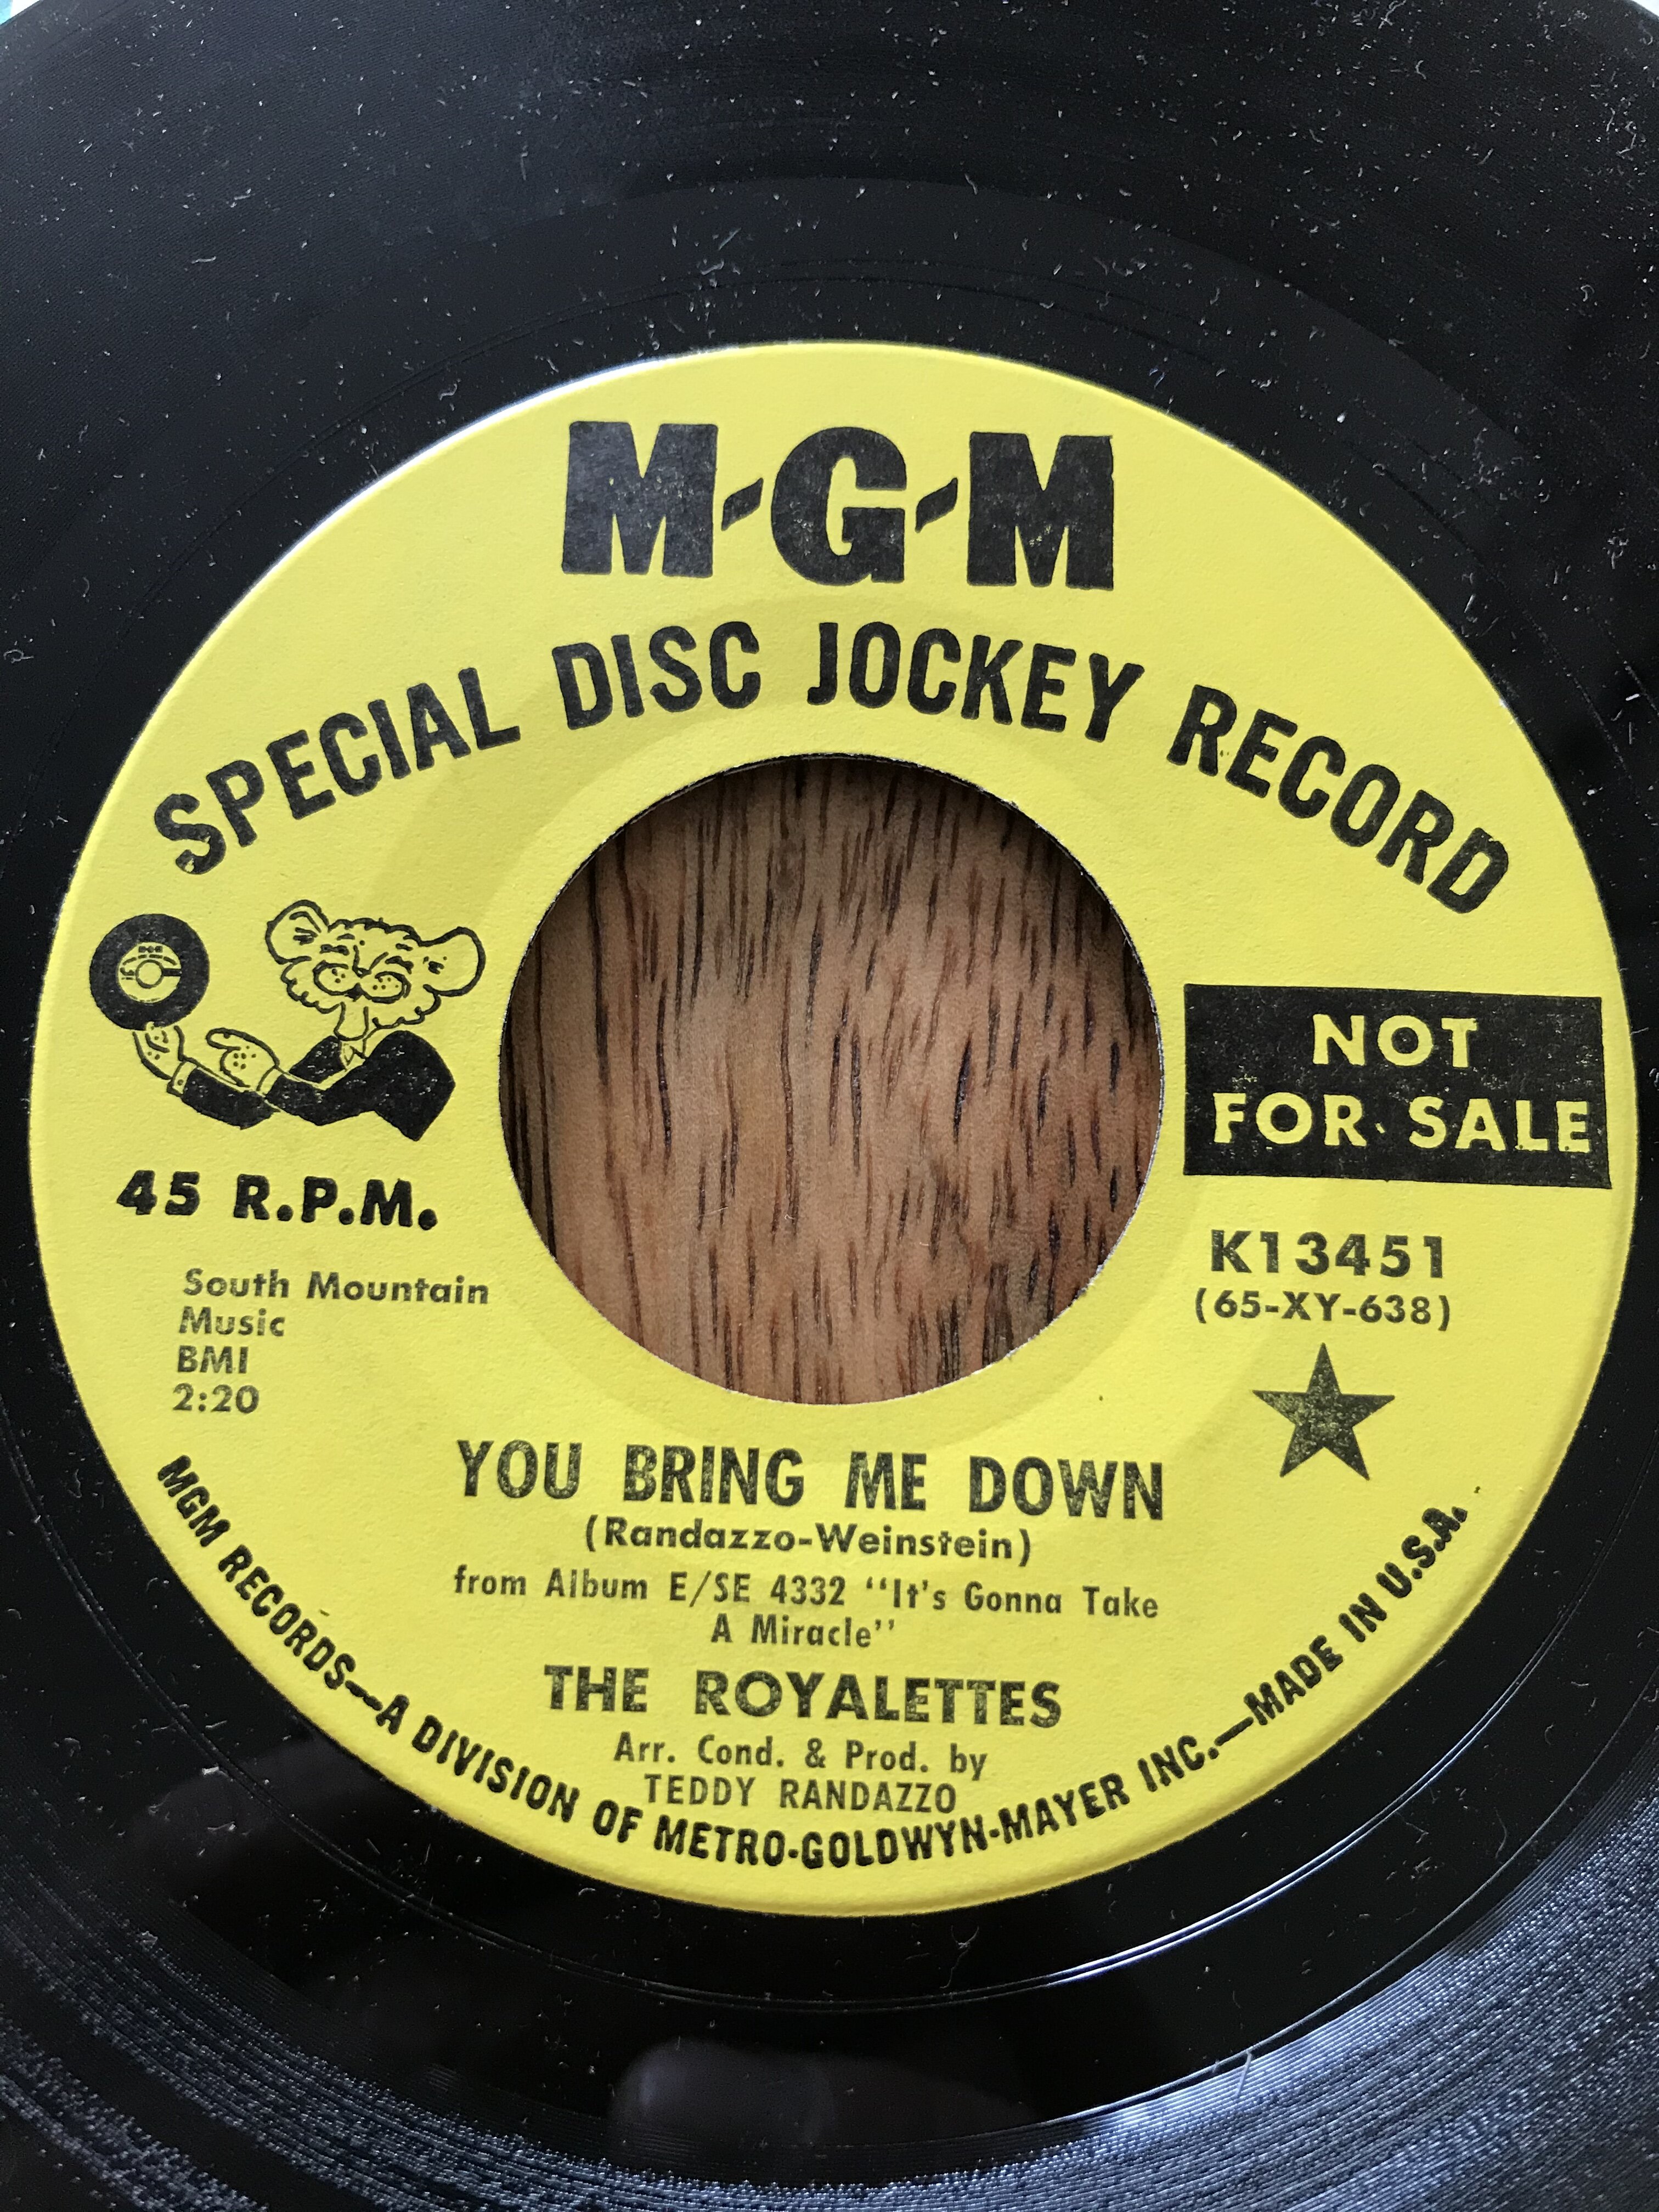 M-G-M
SPECIAL DISC JOCKEY RECORD
NOT
FOR SALE
45 R.P.M.
South Mountain
Music
BMI
2:20
K13451
(65-XY-638)
YOU BRING ME DOWN
(Randazzo-Weinstein)
from Album E/SE 4332 "It's Gonna Take
A Miracle"
THE ROYALETTES
Arr. Cond. & Prod. by
TEDDY RANDAZZO
MGM RECORDS—A DIVISION OF METRO-GOLDWYN-MAYER INC.—MADE IN U.S.A.